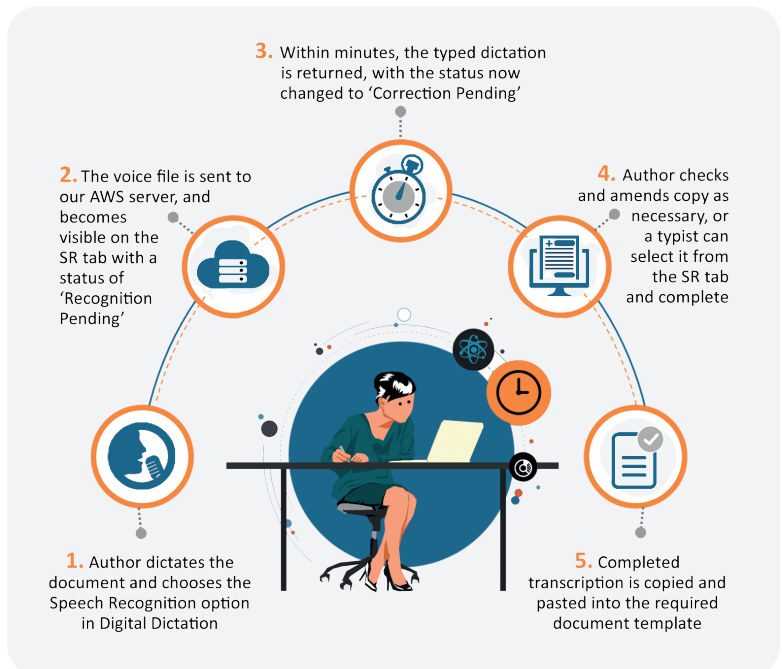 1. Author dictates the
document and chooses the
Speech Recognition option
in Digital Dictation
2. The voice file is sent to
our AWS server, and
becomes
visible on the
SR tab with a
status of
‘Recognition
Pending’
3. Within minutes, the typed dictation
is returned, with the status now
changed to ‘Correction Pending’
4. Author checks
and amends copy as
necessary, or
a typist can
select it from
the SR tab
and complete
5. Completed
transcription is copied and
pasted into the required
document template